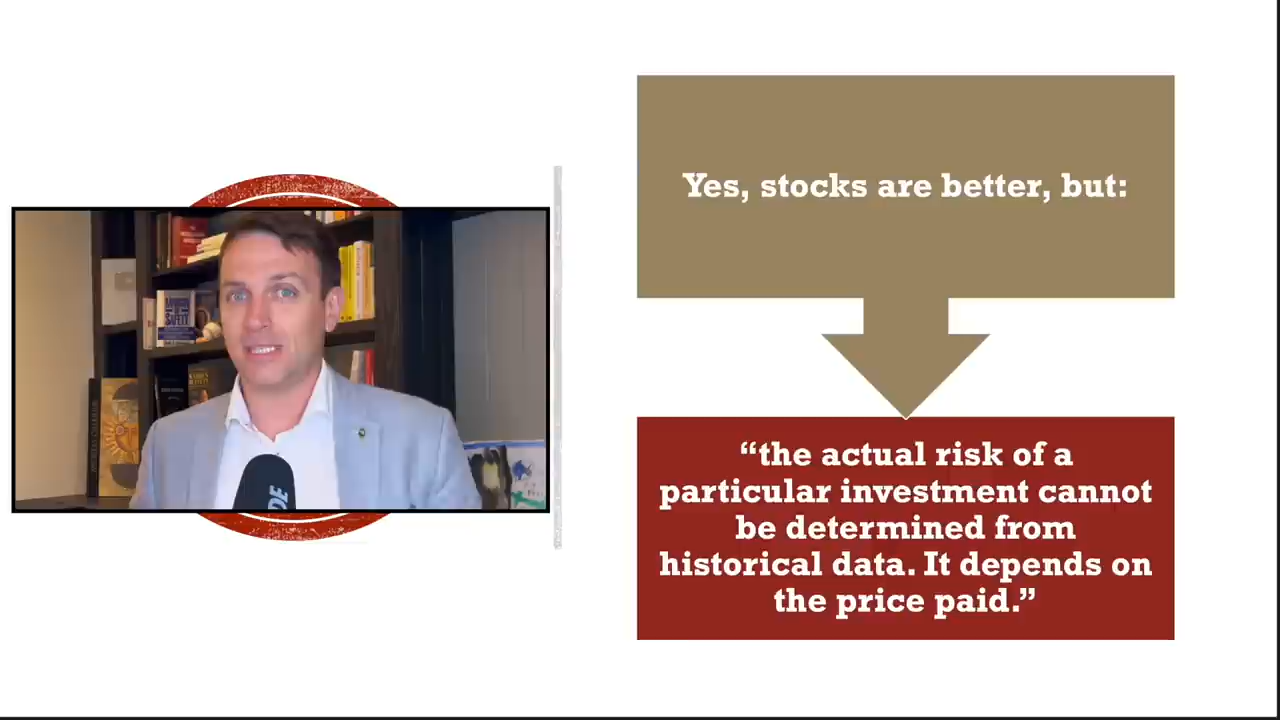 Yes, stocks are better, but:
“the actual risk of a
particular investment cannot
be determined from
historical data. It depends on
the price paid.”
DE